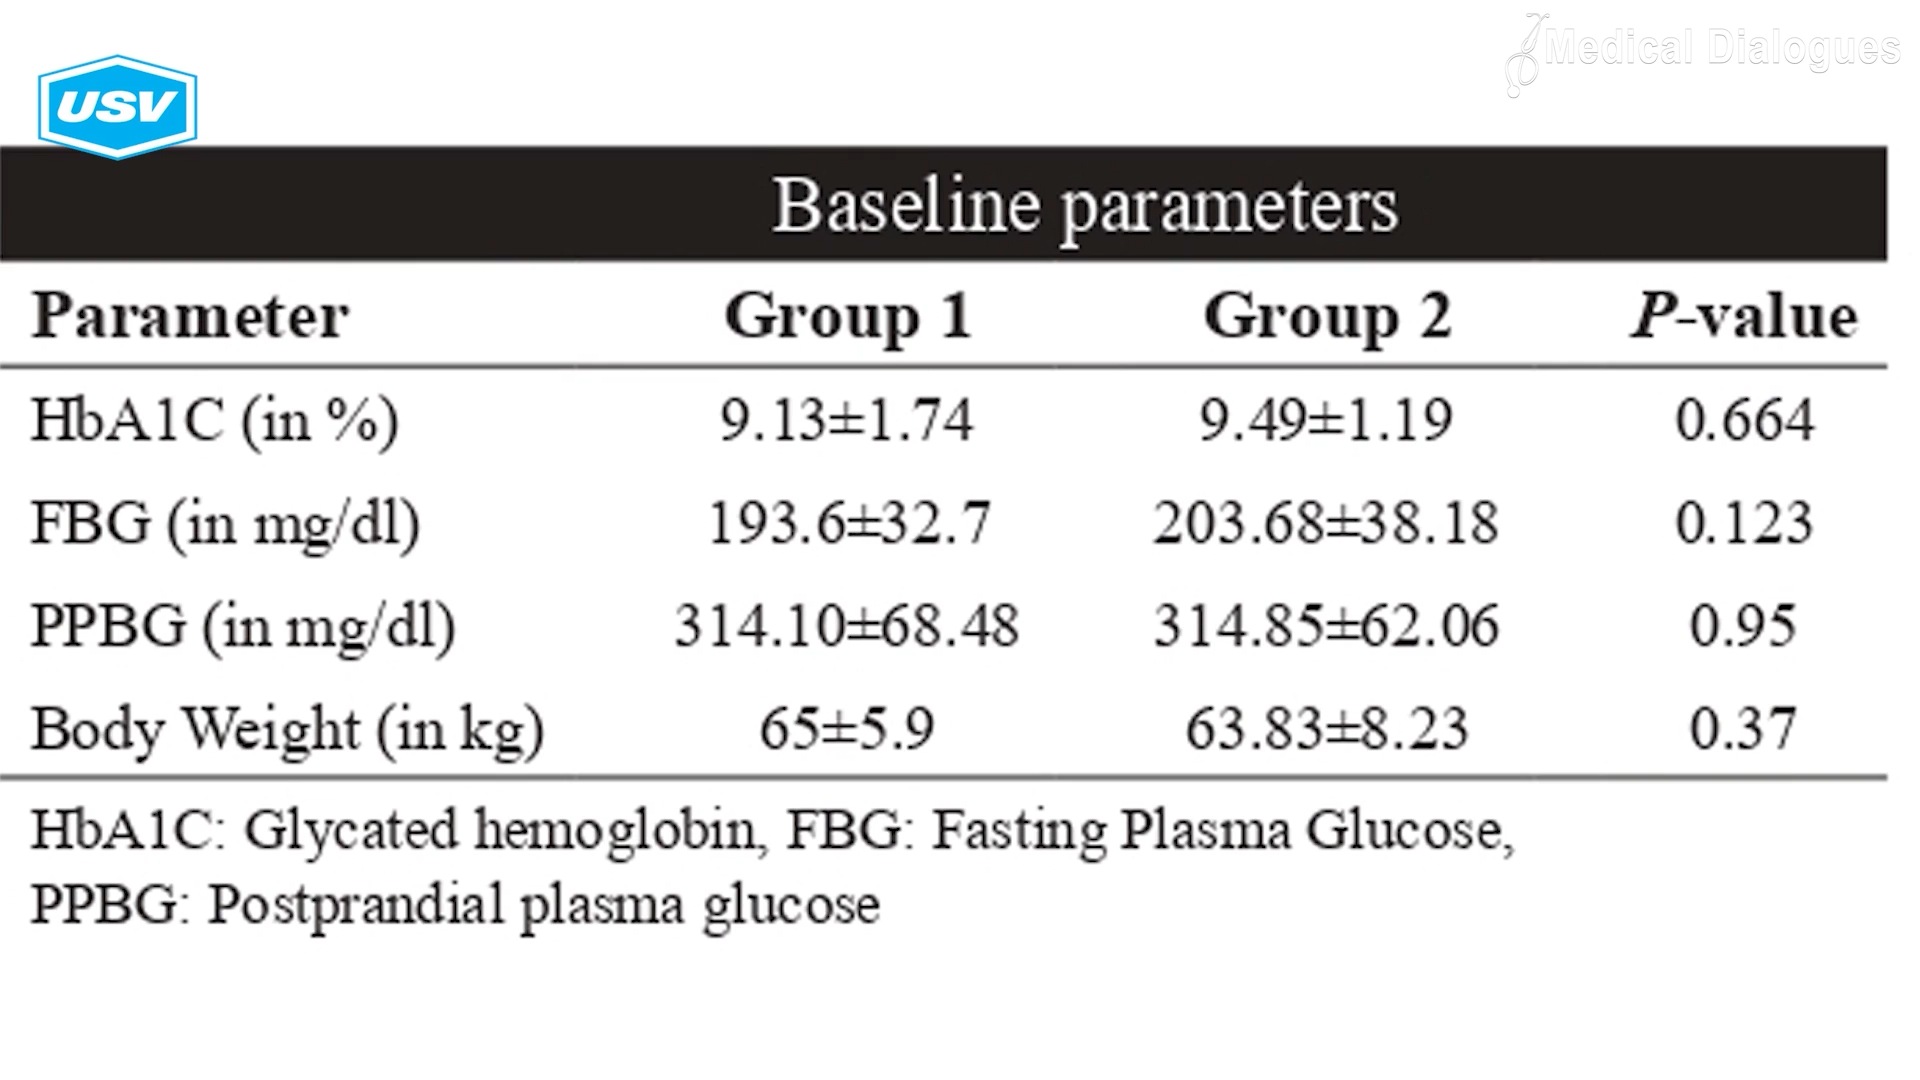 Medical Dialogues
USV
Baseline parameters
Parameter Group 1 Group 2 P-value
HbA1C (in %) 9.13±1.74 9.49±1.19 0.664
FBG (in mg/dl) 193.6±32.7 203.68±38.18 0.123
PPBG (in mg/dl) 314.10±68.48 314.85±62.06 0.95
Body Weight (in kg) 65±5.9 63.83±8.23 0.37
HbA1C: Glycated hemoglobin, FBG: Fasting Plasma Glucose,
PPBG: Postprandial plasma glucose